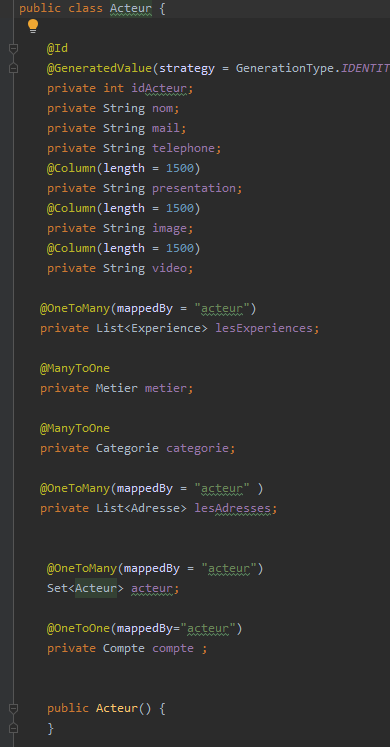 public class Acteur {
@Id
@GeneratedValue(strategy = GenerationType.IDENTIT
private int idActeur;
private String nom;
private String mail;
private String telephone;
@Column(length = 1500)
private String presentation;
@Column(length = 1500)
private String image;
@Column(length = 1500)
private String video;
@OneToMany(mappedBy = "acteur")
private List<Experience> lesExperiences;
@ManyToOne
private Metier metier;
@ManyToOne
private Categorie categorie;
@OneToMany(mappedBy = "acteur" )
private List<Adresse> lesAdresses;
@OneToMany(mappedBy = "acteur")
Set<Acteur> acteur;
@OneToOne(mappedBy="acteur")
private Compte compte ;
public Acteur() {
}